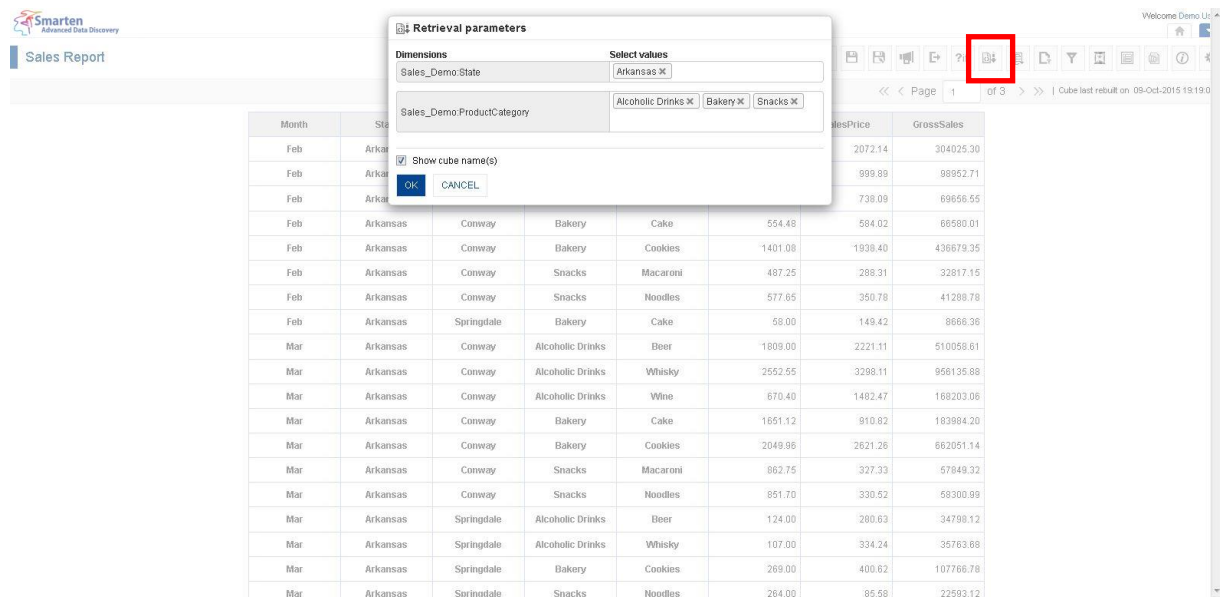 Smarten
Advanced Data Discovery
Welcome Demo
Sales Report
Page 1 of 3 | Cube last rebuilt on 09-Oct-2015 19:19:0
Retrieval parameters
Dimensions Select values
Sales_Demo:State Arkansas
Sales_Demo:ProductCategory Alcoholic Drinks Bakery Snacks
Show cube name(s)
OK CANCEL
Month Sta lesPrice GrossSales
Feb Arkar 2072.14 304025.30
Feb Arkar 999.89 98952.71
Feb Arkar 738.09 69656.55
Feb Arkansas Conway Bakery Cake 554.48 584.02 66580.01
Feb Arkansas Conway Bakery Cookies 1401.08 1938.40 436679.35
Feb Arkansas Conway Snacks Macaroni 487.25 288.31 32817.15
Feb Arkansas Conway Snacks Noodles 577.65 350.78 41288.78
Feb Arkansas Springdale Bakery Cake 58.00 149.42 8666.36
Mar Arkansas Conway Alcoholic Drinks Beer 1809.00 2221.11 510058.61
Mar Arkansas Conway Alcoholic Drinks Whisky 2552.55 3298.11 956135.88
Mar Arkansas Conway Alcoholic Drinks Wine 670.40 1482.47 168203.06
Mar Arkansas Conway Bakery Cake 1651.12 910.82 183984.20
Mar Arkansas Conway Bakery Cookies 2049.96 2621.26 662051.14
Mar Arkansas Conway Snacks Macaroni 862.75 327.33 57849.32
Mar Arkansas Conway Snacks Noodles 851.70 330.52 58300.99
Mar Arkansas Springdale Alcoholic Drinks Beer 124.00 280.63 34798.12
Mar Arkansas Springdale Alcoholic Drinks Whisky 107.00 334.24 35763.68
Mar Arkansas Springdale Bakery Cookies 269.00 400.62 107766.78
Mar Arkansas Springdale Snacks Noodles 264.00 85.58 22593.12